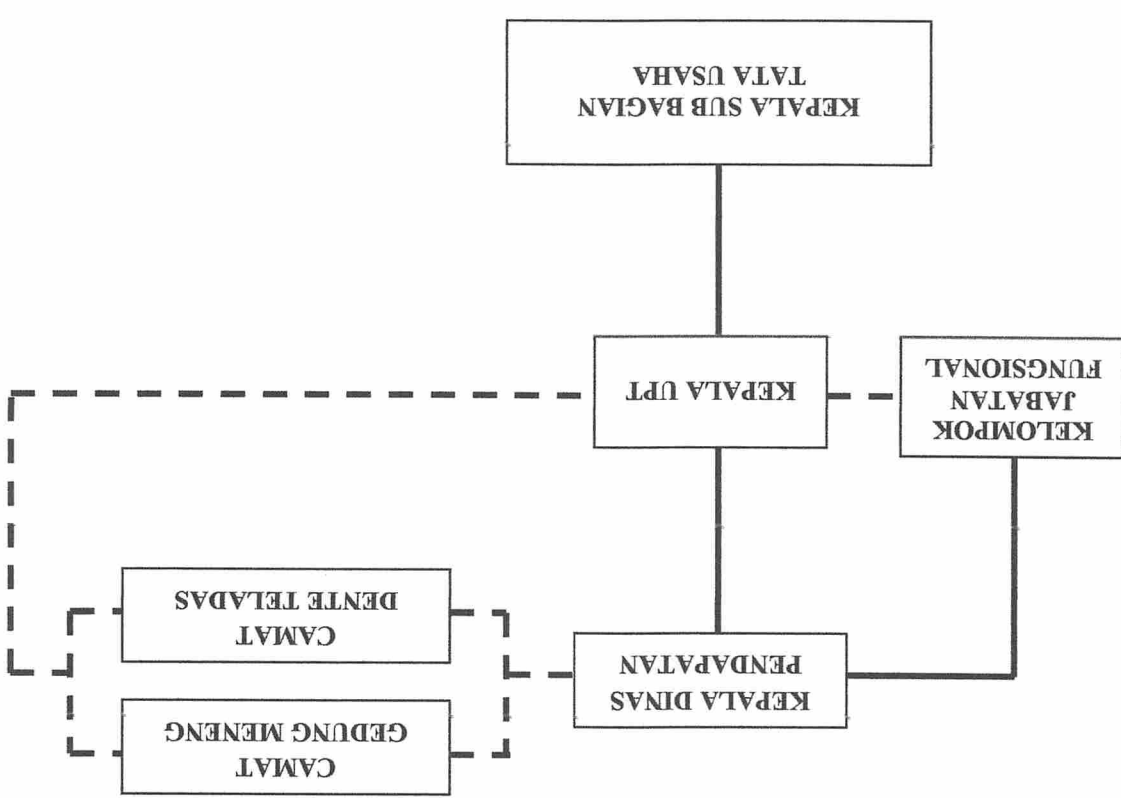 CAMAT
GEDUNG MENENG
KEPALA DINAS
PENDAPATAN
CAMAT
DENTE TELADAS
KELOMPOK
JABATAN
FUNGSIONAL
KEPALA UPT
KEPALA SUB BAGIAN
TATA USAHA